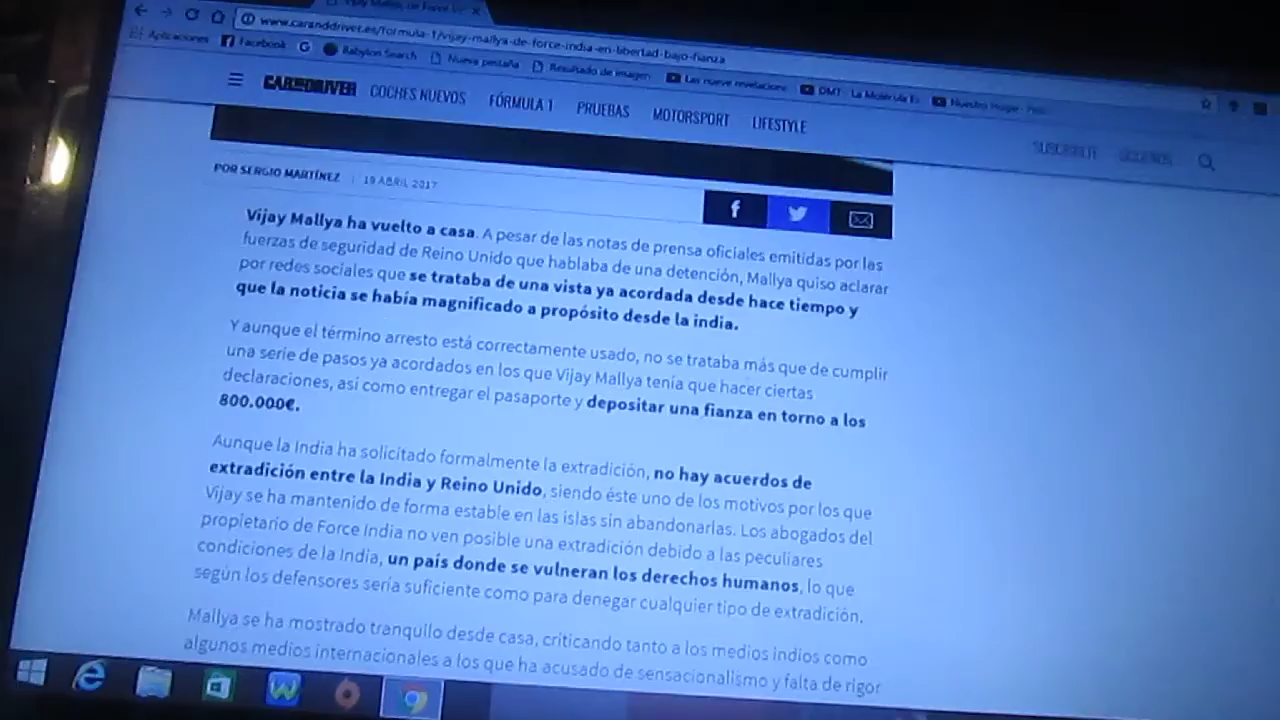 www.caranddriver.es/formula-1/vijay-mallya-de-force-india-en-libertad-bajo-fianza
Aplicaciones Facebook G Babylon Search Nueva pestaña Resultado de imagen Las nueve revelaciones DMT - La Molécula
CAR AND DRIVER COCHES NUEVOS FÓRMULA 1 PRUEBAS MOTORSPORT LIFESTYLE
POR SERGIO MARTÍNEZ | 19 ABRIL 2017
Vijay Mallya ha vuelto a casa. A pesar de las notas de prensa oficiales emitidas por las
fuerzas de seguridad de Reino Unido que hablaba de una detención, Mallya quiso aclarar
por redes sociales que se trataba de una vista ya acordada desde hace tiempo y
que la noticia se había magnificado a propósito desde la india.
Y aunque el término arresto está correctamente usado, no se trataba más que de cumplir
una serie de pasos ya acordados en los que Vijay Mallya tenía que hacer ciertas
declaraciones, así como entregar el pasaporte y depositar una fianza en torno a los
800.000€.
Aunque la India ha solicitado formalmente la extradición, no hay acuerdos de
extradición entre la India y Reino Unido, siendo éste uno de los motivos por los que
Vijay se ha mantenido de forma estable en las islas sin abandonarlas. Los abogados del
propietario de Force India no ven posible una extradición debido a las peculiares
condiciones de la India, un país donde se vulneran los derechos humanos, lo que
según los defensores sería suficiente como para denegar cualquier tipo de extradición.
Mallya se ha mostrado tranquilo desde casa, criticando tanto a los medios indios como
algunos medios internacionales a los que ha acusado de sensacionalismo y falta de rigor